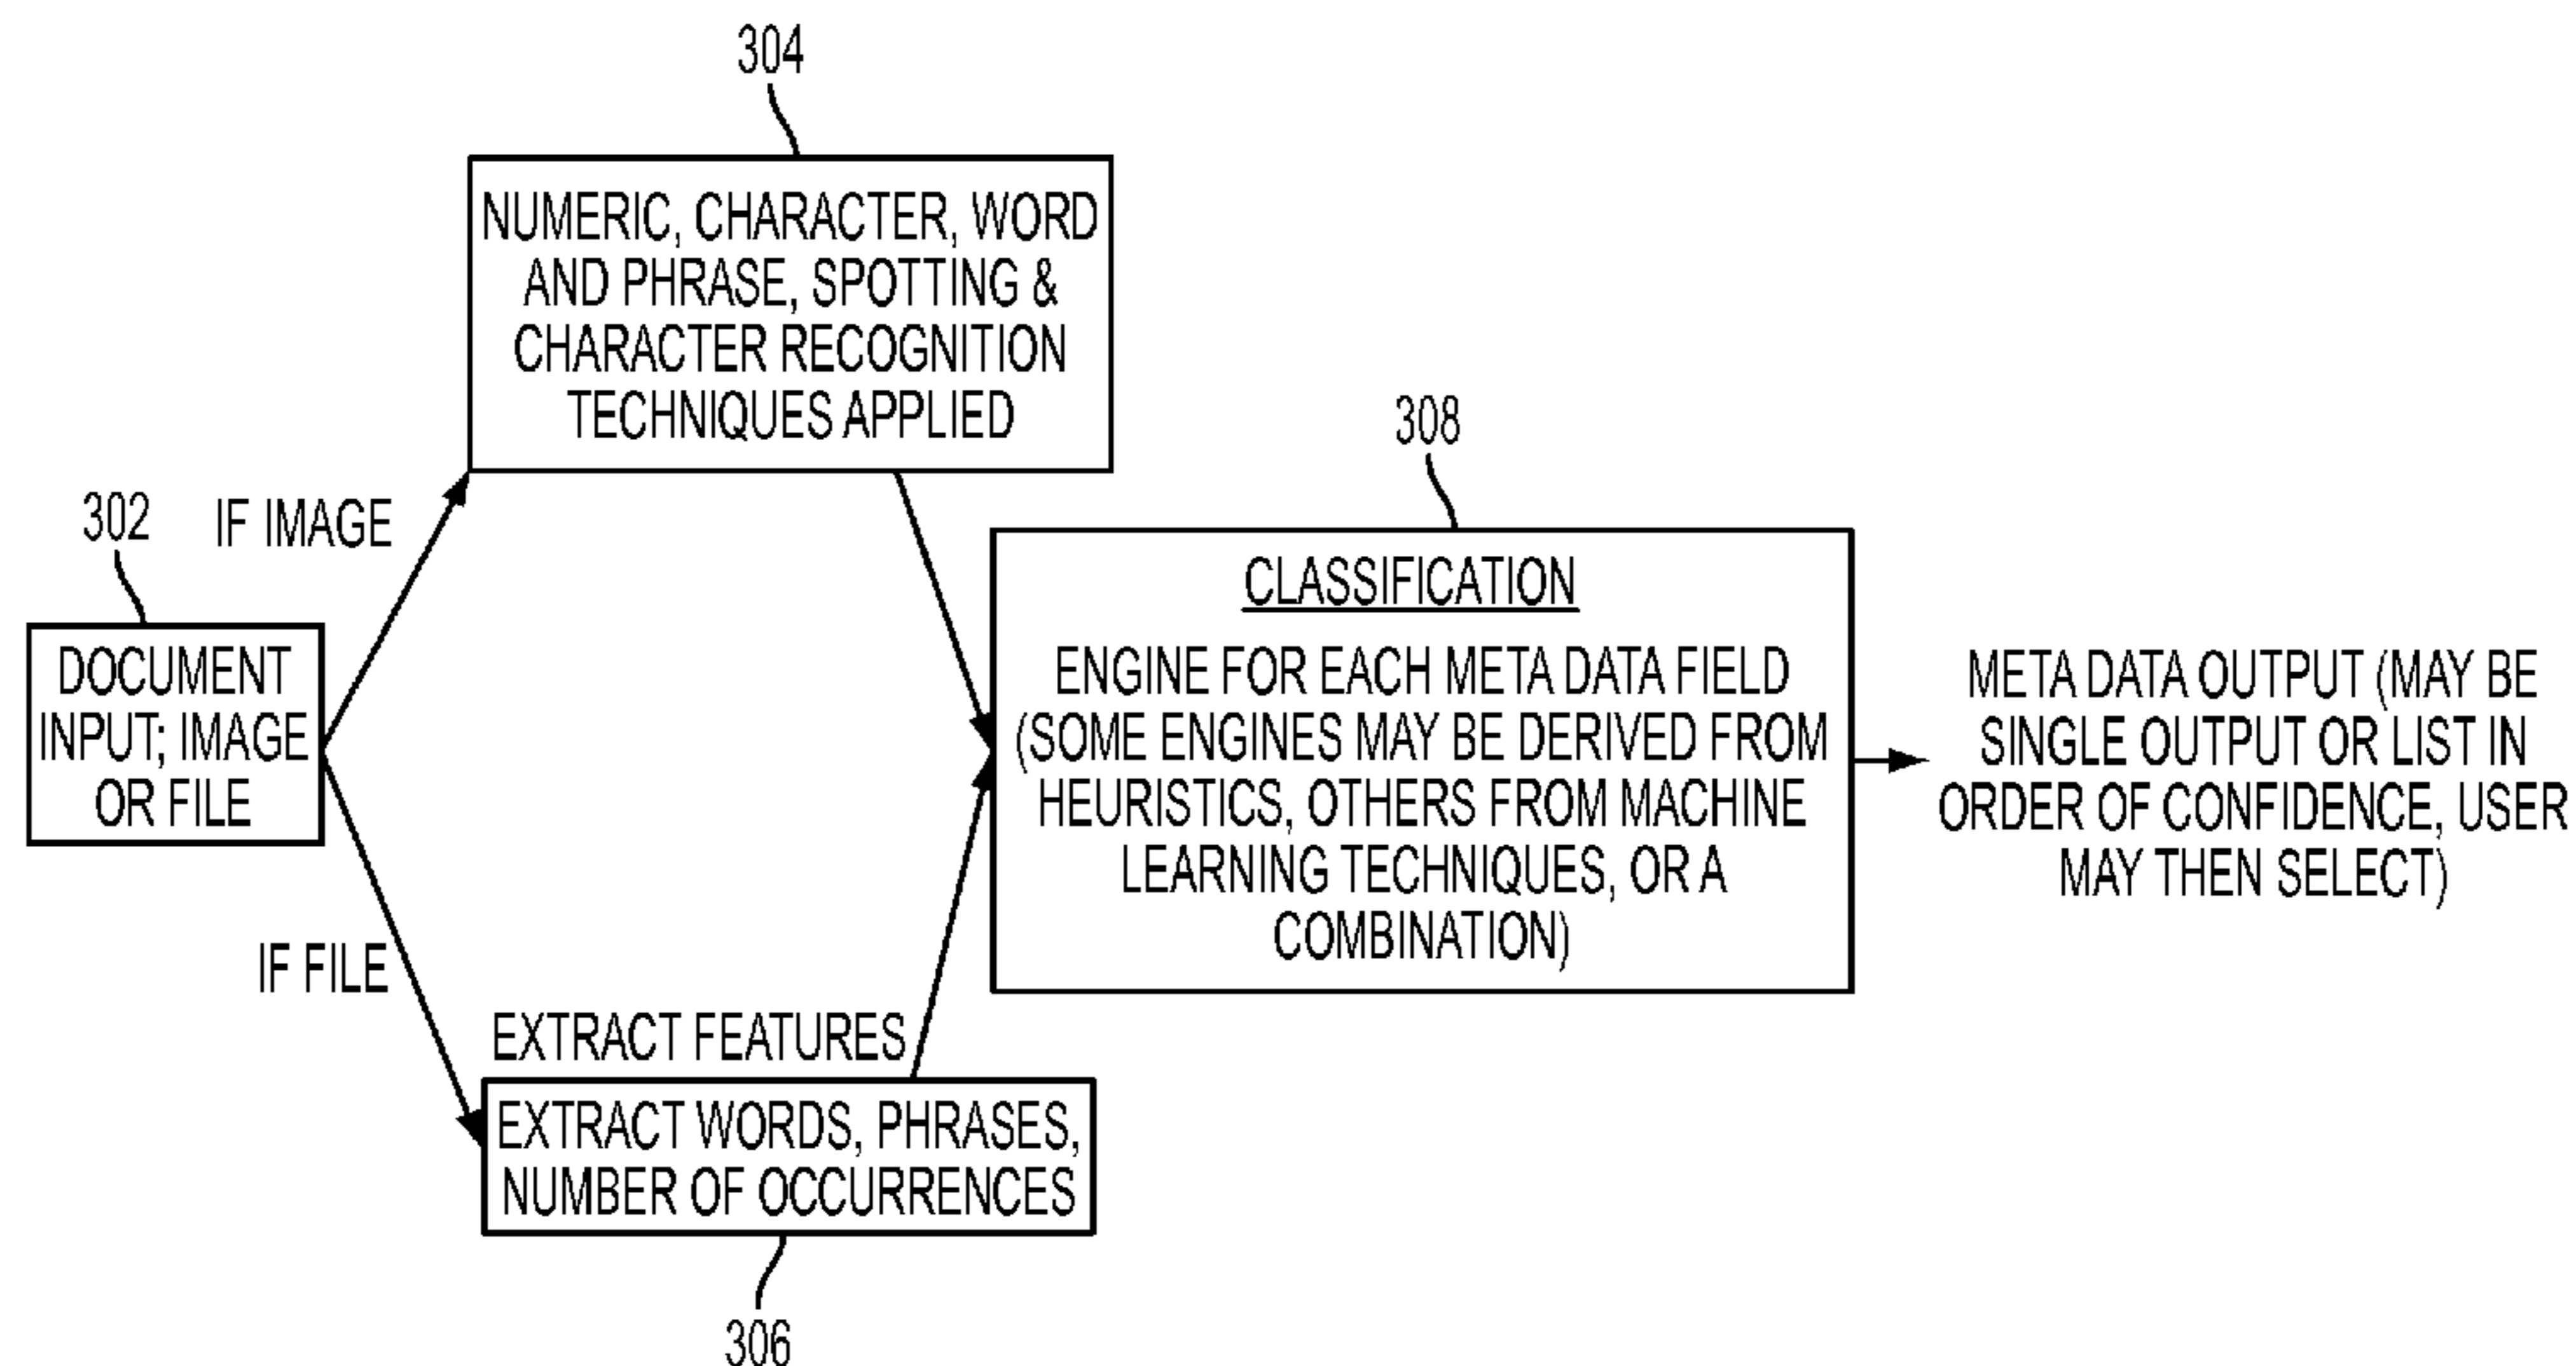 304
NUMERIC, CHARACTER, WORD
AND PHRASE, SPOTTING &
CHARACTER RECOGNITION
TECHNIQUES APPLIED
302
IF IMAGE
DOCUMENT
INPUT; IMAGE
OR FILE
IF FILE
EXTRACT FEATURES
EXTRACT WORDS, PHRASES,
NUMBER OF OCCURRENCES
306
308
CLASSIFICATION
ENGINE FOR EACH META DATA FIELD
(SOME ENGINES MAY BE DERIVED FROM
HEURISTICS, OTHERS FROM MACHINE
LEARNING TECHNIQUES, OR A
COMBINATION)
META DATA OUTPUT (MAY BE
SINGLE OUTPUT OR LIST IN
ORDER OF CONFIDENCE, USER
MAY THEN SELECT)